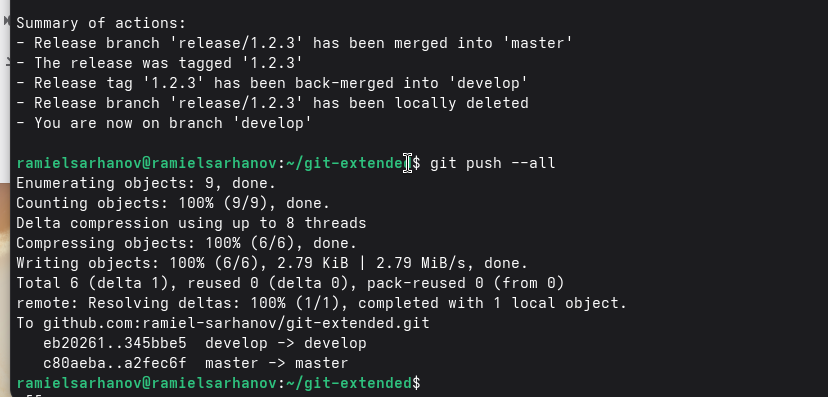 Summary of actions:
- Release branch 'release/1.2.3' has been merged into 'master'
- The release was tagged '1.2.3'
- Release tag '1.2.3' has been back-merged into 'develop'
- Release branch 'release/1.2.3' has been locally deleted
- You are now on branch 'develop'
ramielsarhanov@ramielsarhanov:~/git-extended$ git push --all
Enumerating objects: 9, done.
Counting objects: 100% (9/9), done.
Delta compression using up to 8 threads
Compressing objects: 100% (6/6), done.
Writing objects: 100% (6/6), 2.79 KiB | 2.79 MiB/s, done.
Total 6 (delta 1), reused 0 (delta 0), pack-reused 0 (from 0)
remote: Resolving deltas: 100% (1/1), completed with 1 local object.
To github.com:ramiel-sarhanov/git-extended.git
   eb20261..345bbe5  develop -> develop
   c80aeba..a2fec6f  master -> master
ramielsarhanov@ramielsarhanov:~/git-extended$